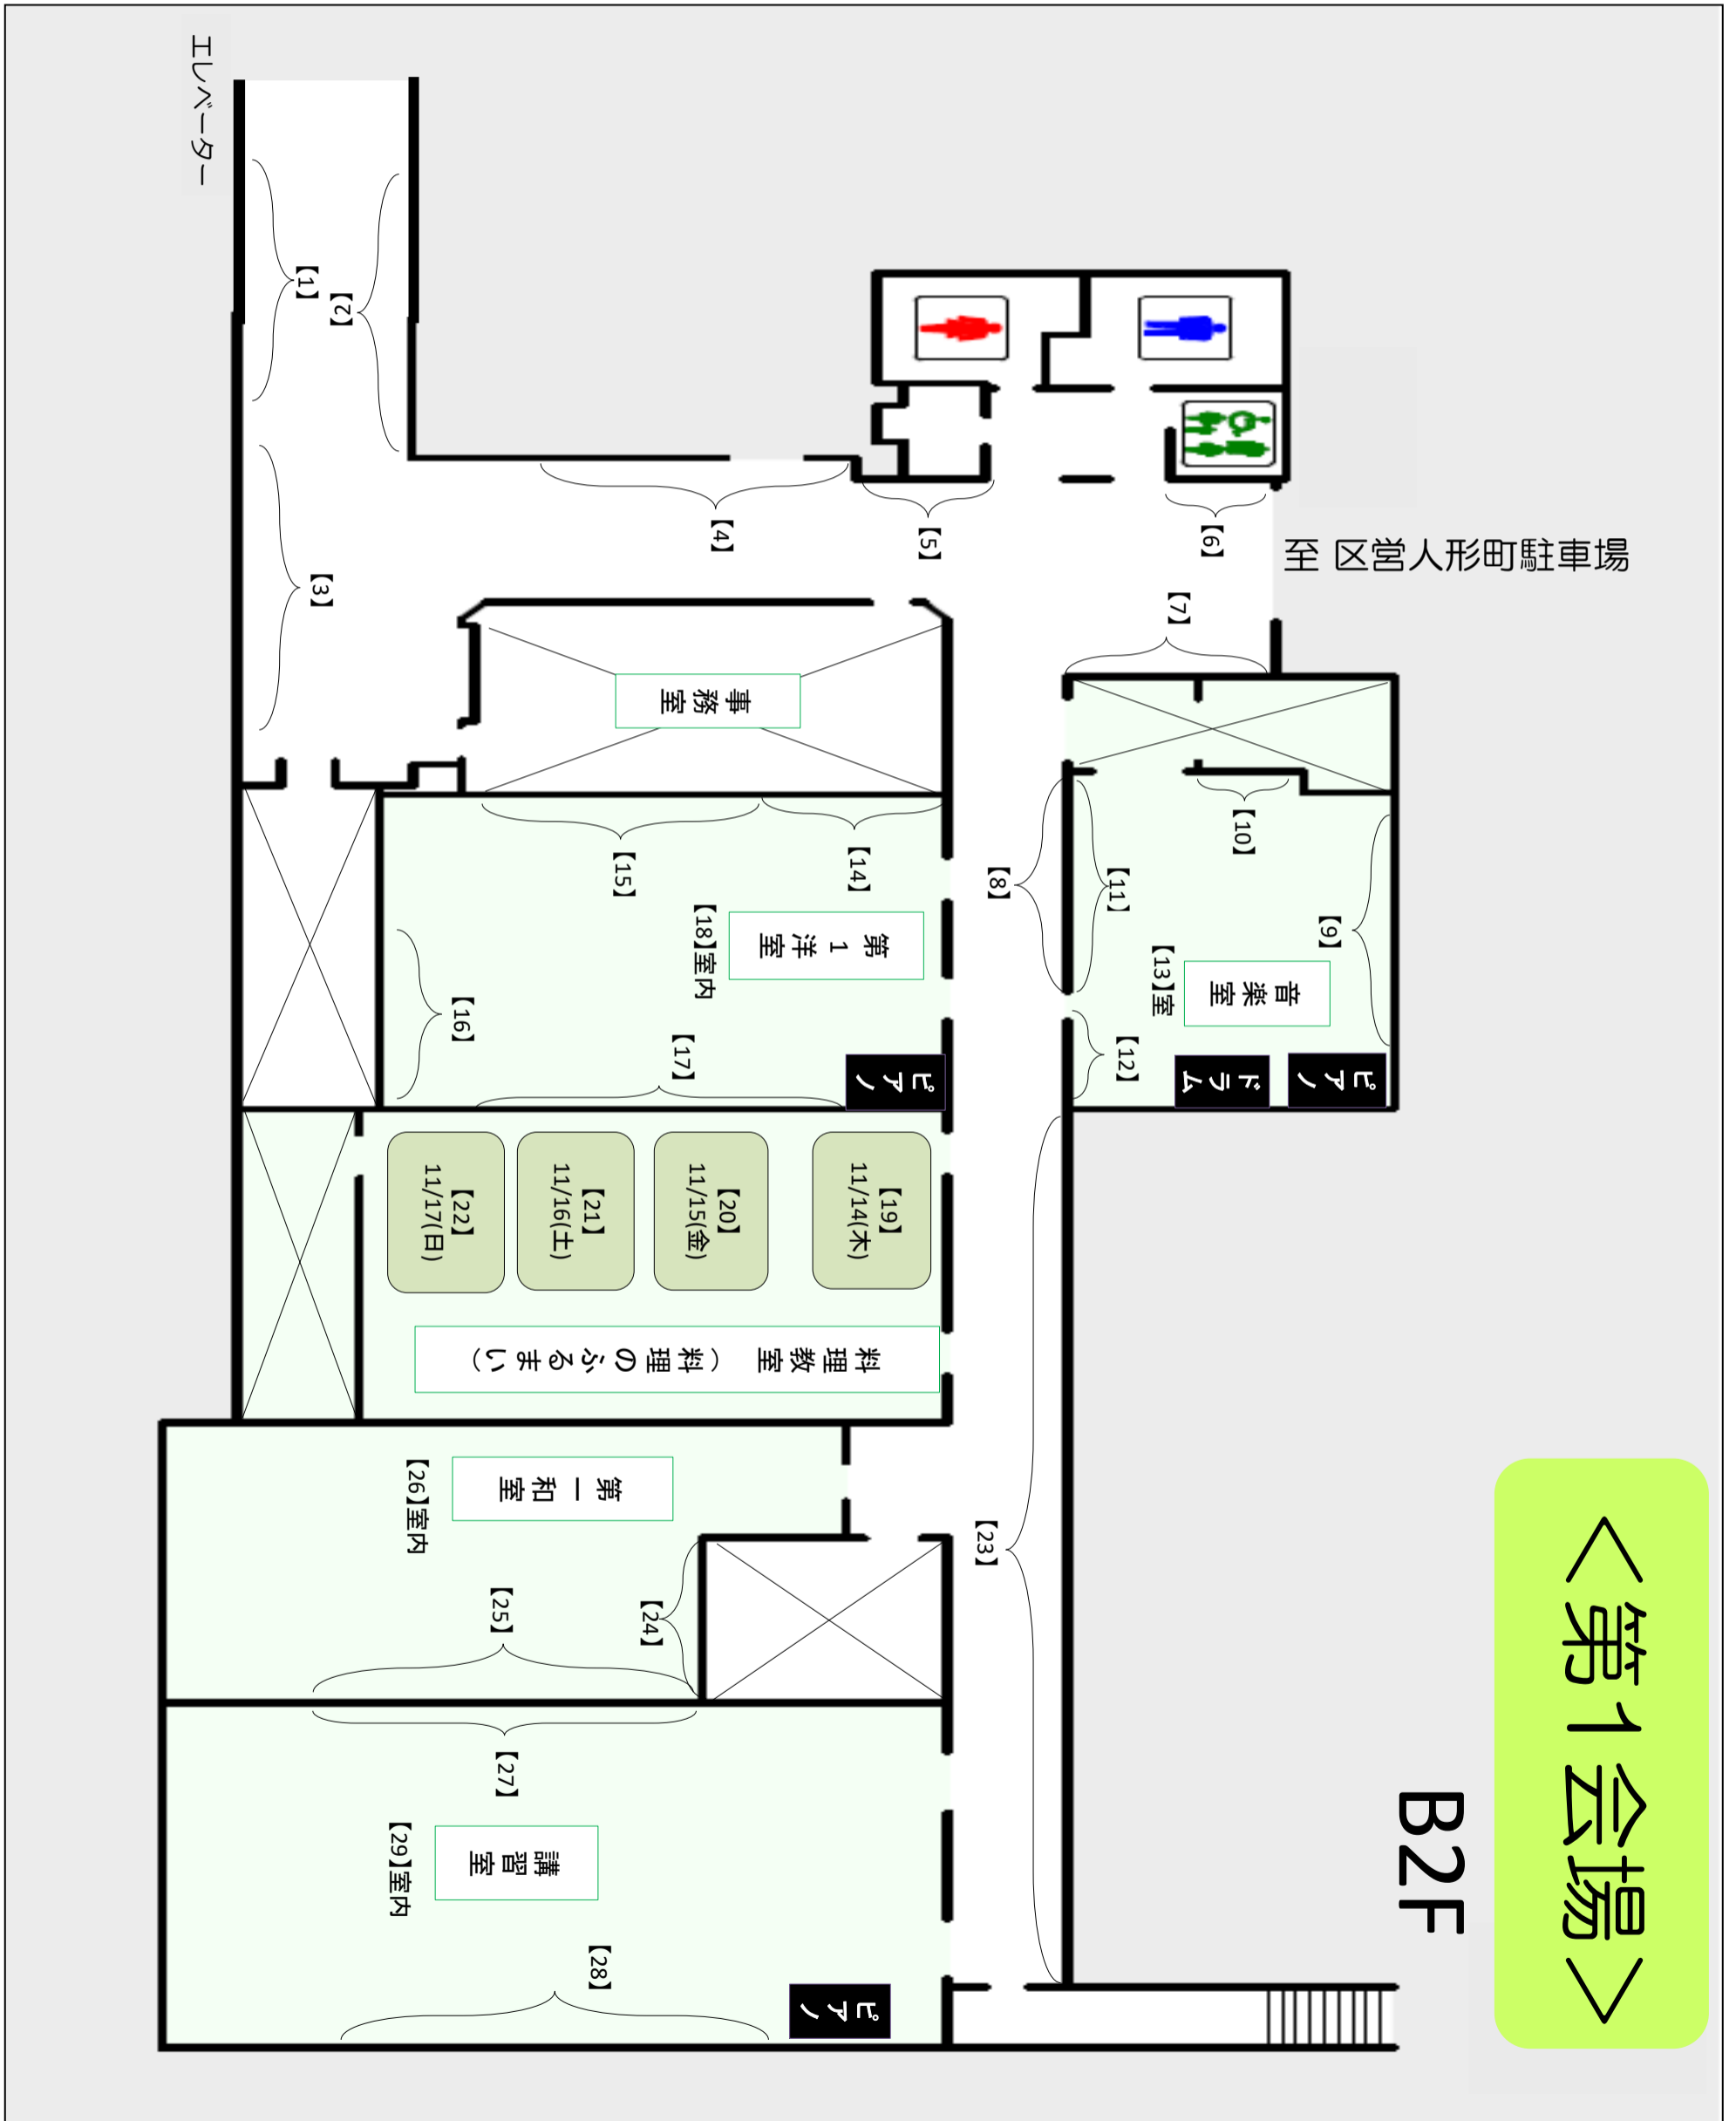 ＜第１会場＞
B2F
至 区営人形町駐車場
エレベーター
【1】
【2】
【3】
【4】
【5】
【6】
【7】
事務室
【8】
【9】
【10】
【11】
【12】
音楽室
【13】室
ピアノ
ドラム
【14】
【15】
第１洋室
【18】室内
【16】
【17】
ピアノ
【19】
11/14(木)
【20】
11/15(金)
【21】
11/16(土)
【22】
11/17(日)
料理教室　（料理のふるまい）
【23】
第一和室
【26】室内
【24】
【25】
【27】
講習室
【29】室内
【28】
ピアノ